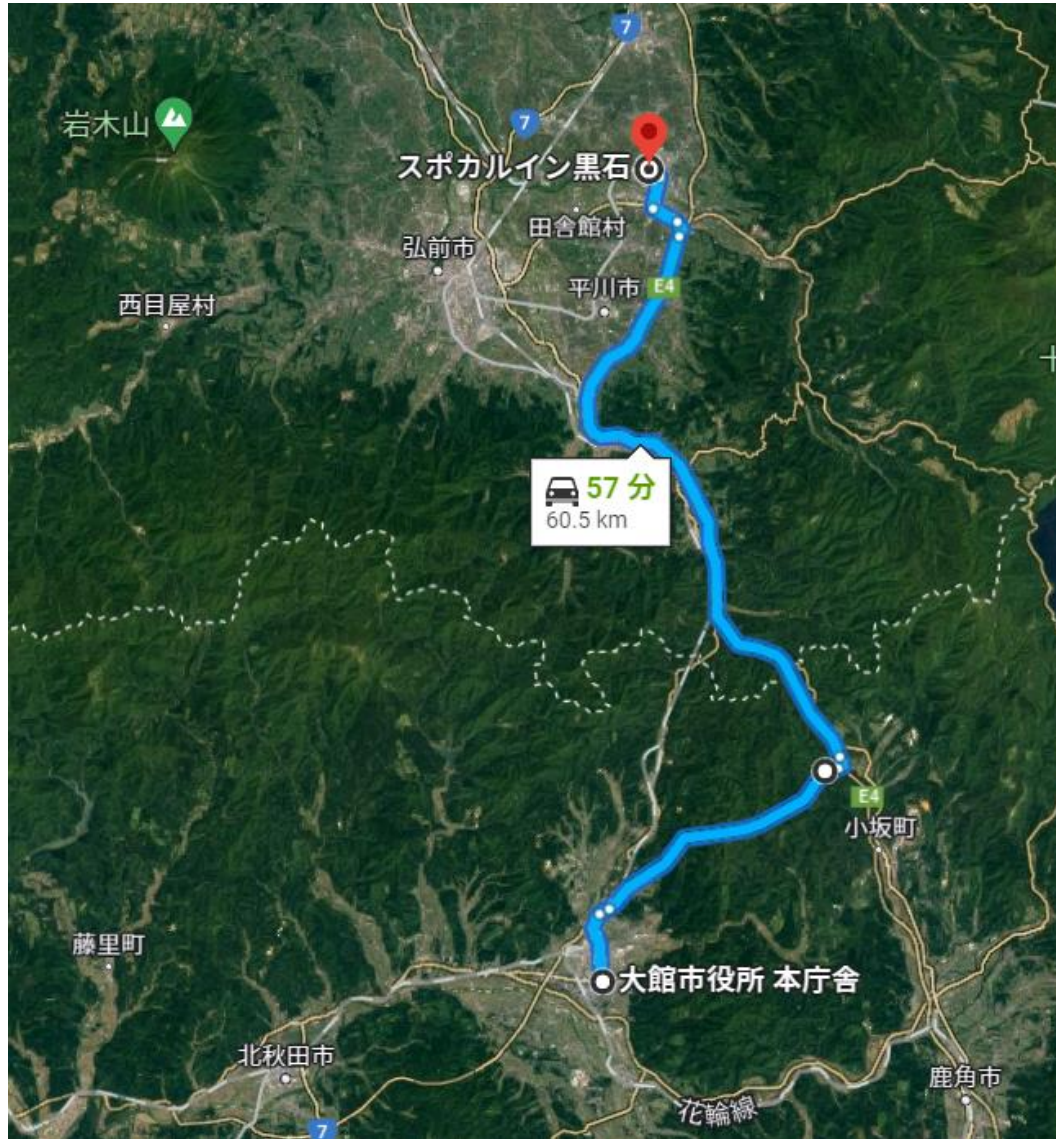 7
岩木山
7
スポカルイン黒石
田舎館村
弘前市
平川市 E4
西目屋村
十
57 分
60.5 km
E4
小坂町
藤里町
大館市役所 本庁舎
北秋田市
鹿角市
花輪線
7